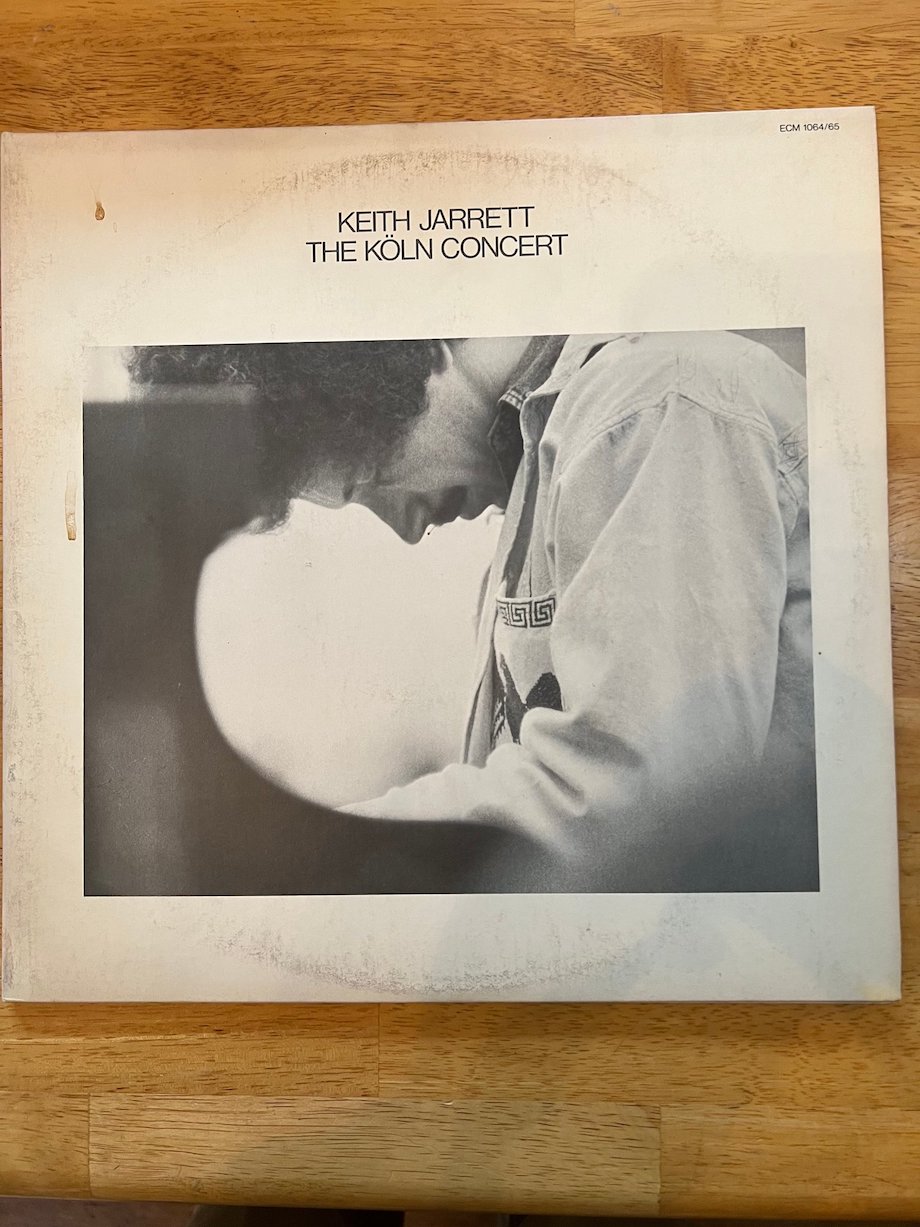 ECM 1064/65
KEITH JARRETT
THE KÖLN CONCERT